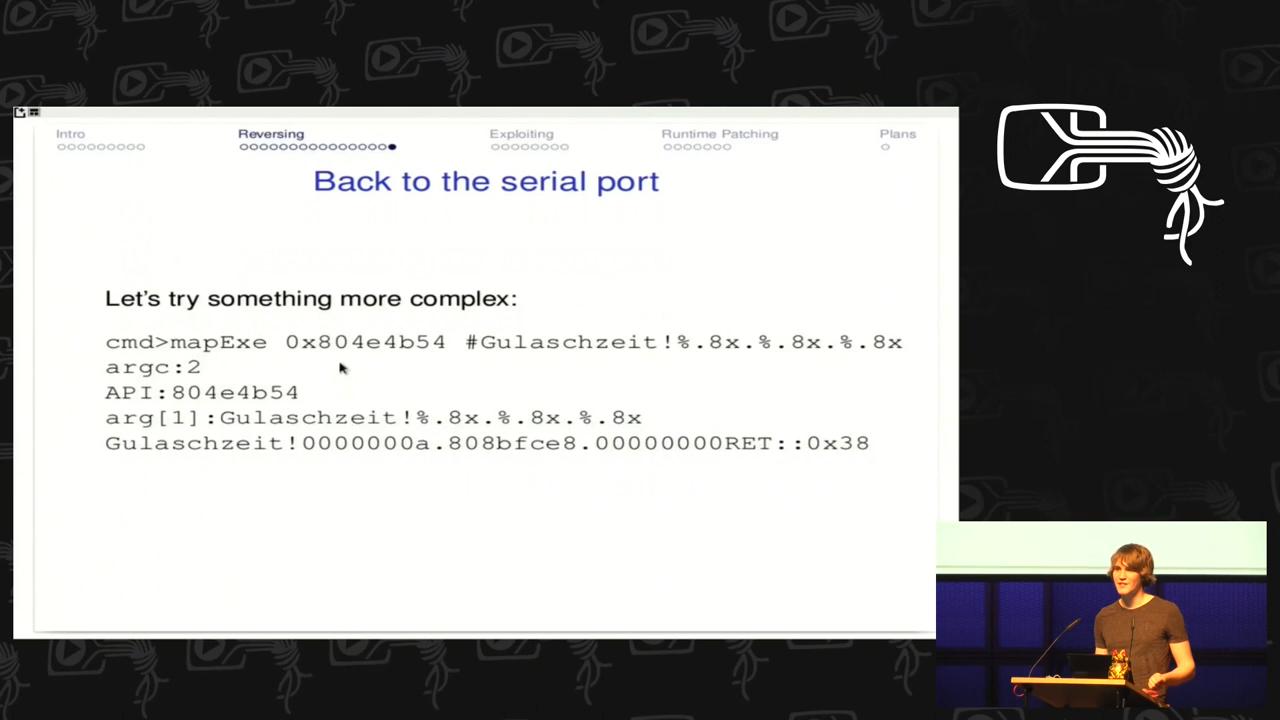 Intro Reversing Exploiting Runtime Patching Plans
Back to the serial port
Let's try something more complex:
cmd>mapExe 0x804e4b54 #Gulaschzeit!%.8x.%.8x.%.8x
argc:2
API:804e4b54
arg[1]:Gulaschzeit!%.8x.%.8x.%.8x
Gulaschzeit!0000000a.808bfce8.00000000RET::0x38